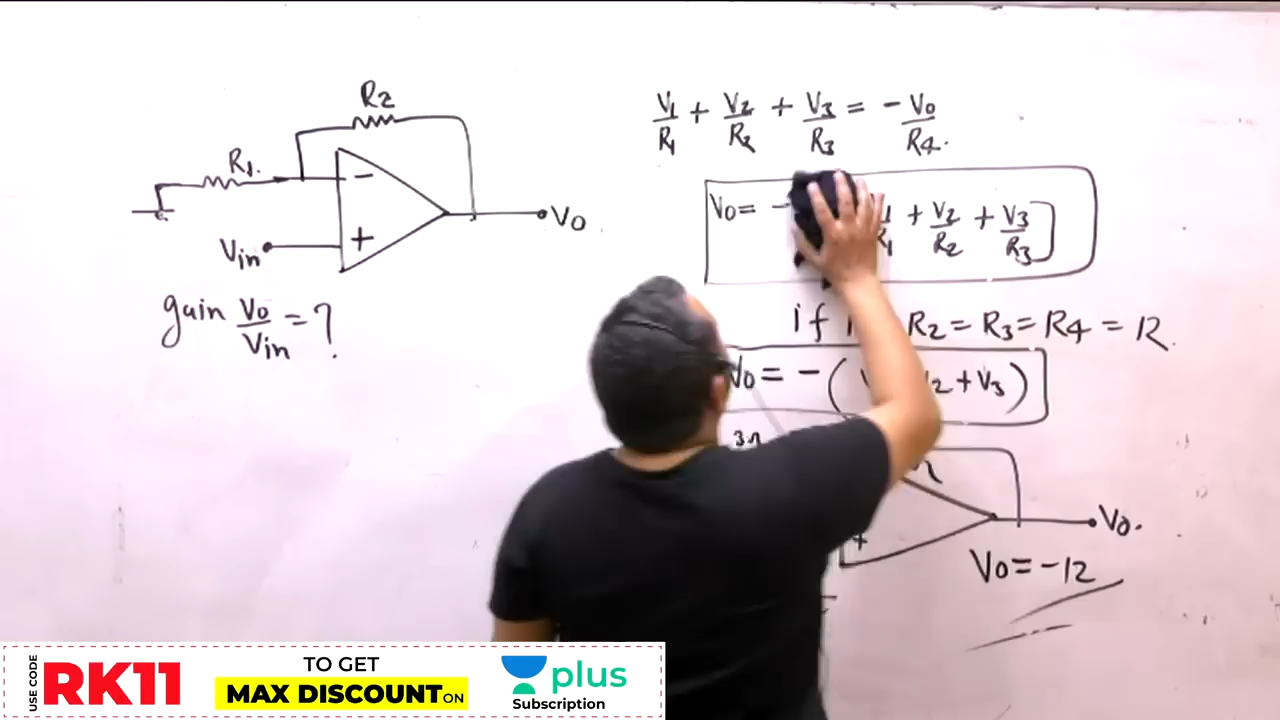 R2
R1.
-
+
Vin
Vo
gain Vo/Vin = ?
V1/R1 + V2/R2 + V3/R3 = - Vo/R4.
Vo = - + V2/R2 + V3/R3]
if R2 = R3 = R4 = R.
Vo = - ( + V3)
3Ω
+
Vo.
Vo = -12
USE CODE
RK11
TO GET
MAX DISCOUNT ON
plus
Subscription